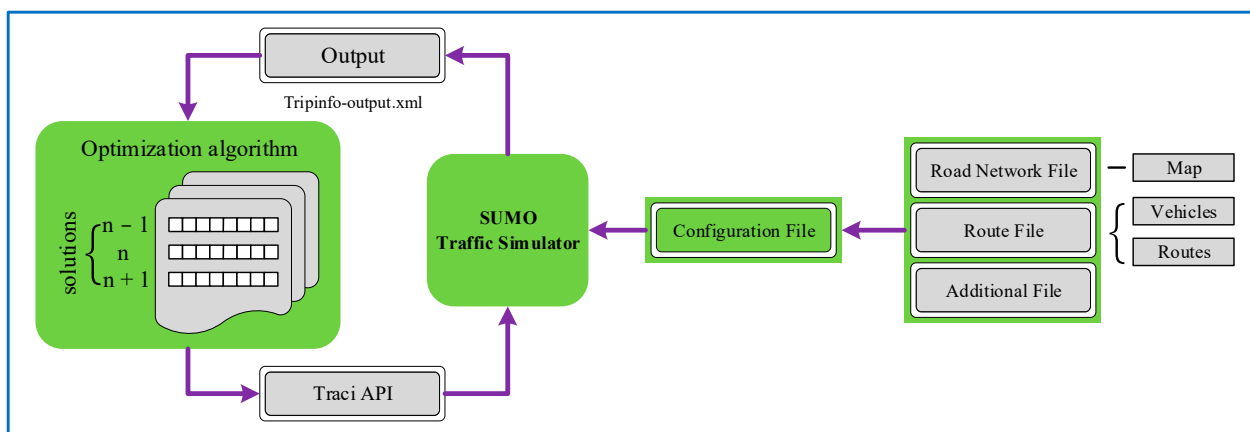 Output
Tripinfo-output.xml
Optimization algorithm
solutions
n − 1
n
n + 1
Traci API
SUMO
Traffic Simulator
Configuration File
Road Network File
Route File
Additional File
Map
Vehicles
Routes